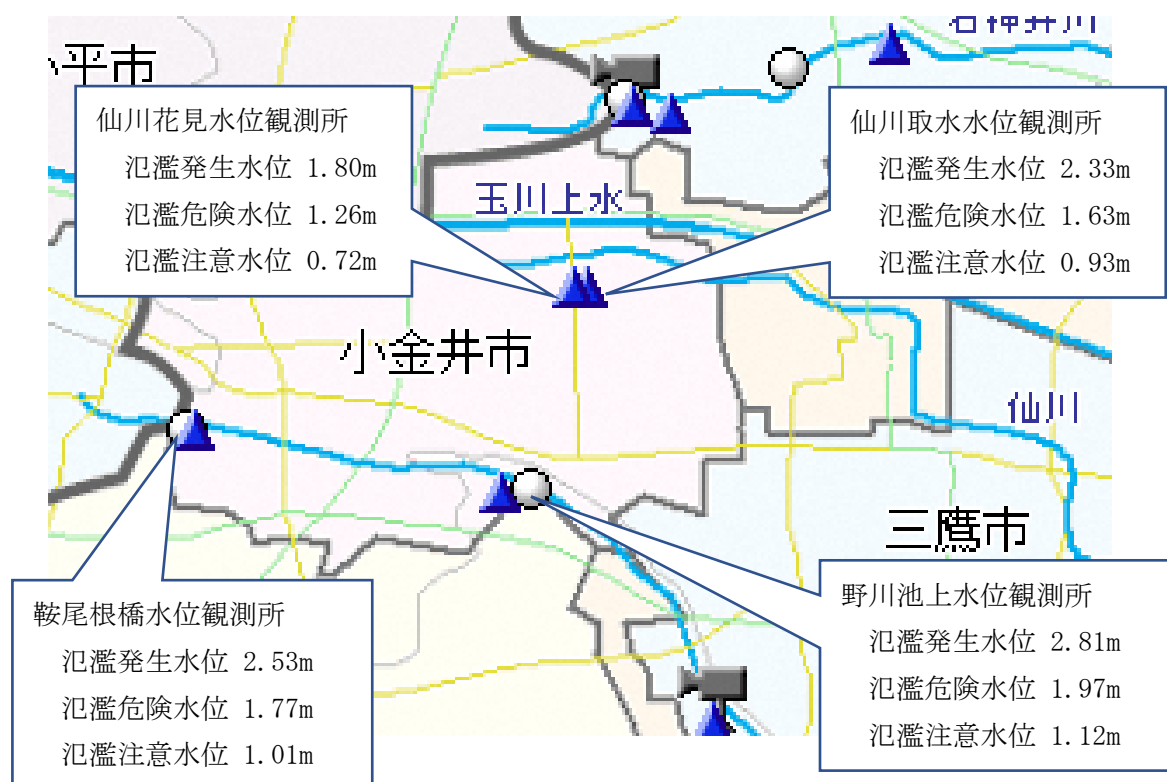 石神井川
小平市
仙川花見水位観測所
氾濫発生水位 1.80m
氾濫危険水位 1.26m
氾濫注意水位 0.72m
仙川取水水位観測所
氾濫発生水位 2.33m
氾濫危険水位 1.63m
氾濫注意水位 0.93m
玉川上水
小金井市
仙川
三鷹市
鞍尾根橋水位観測所
氾濫発生水位 2.53m
氾濫危険水位 1.77m
氾濫注意水位 1.01m
野川池上水位観測所
氾濫発生水位 2.81m
氾濫危険水位 1.97m
氾濫注意水位 1.12m